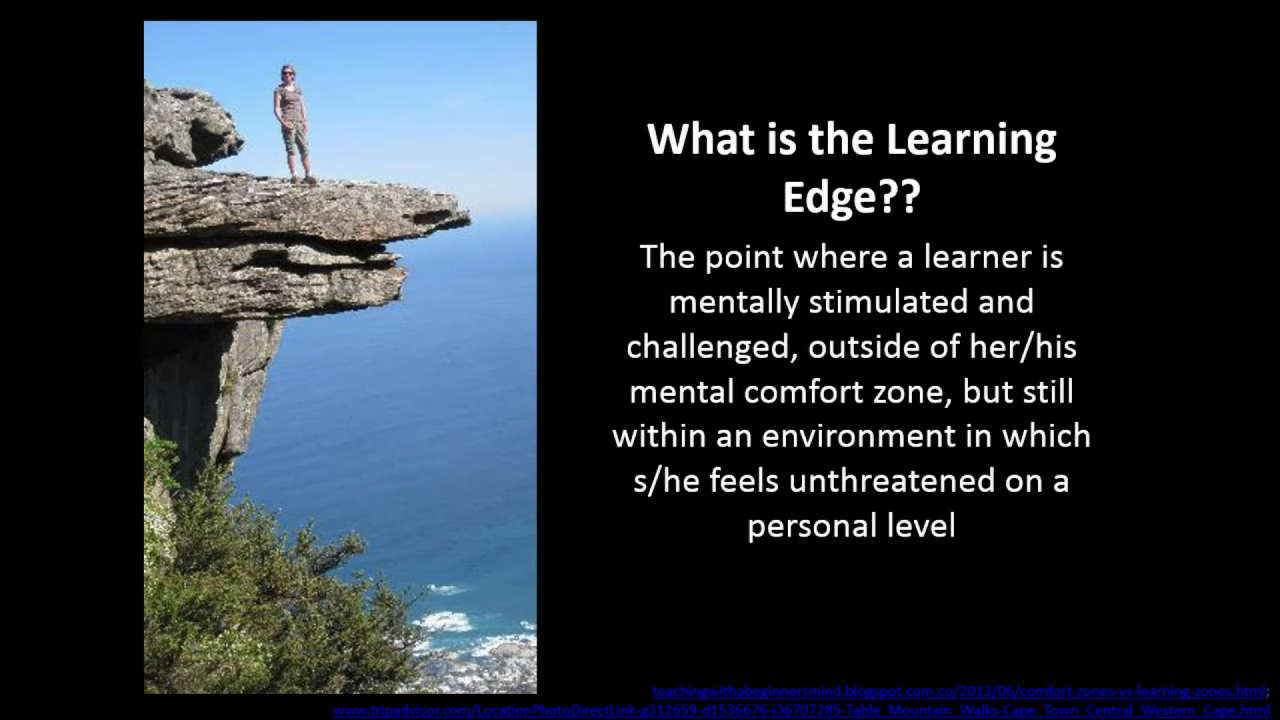 What is the Learning
Edge??
The point where a learner is
mentally stimulated and
challenged, outside of her/his
mental comfort zone, but still
within an environment in which
s/he feels unthreatened on a
personal level
teachingwithabeginnersmind.blogspot.com.co/2013/06/comfort-zones-vs-learning-zones.html;
www.tripadvisor.com/LocationPhotoDirectLink-g312659-d1536676-i36707285-Table_Mountain_Walks-Cape_Town_Central_Western_Cape.html